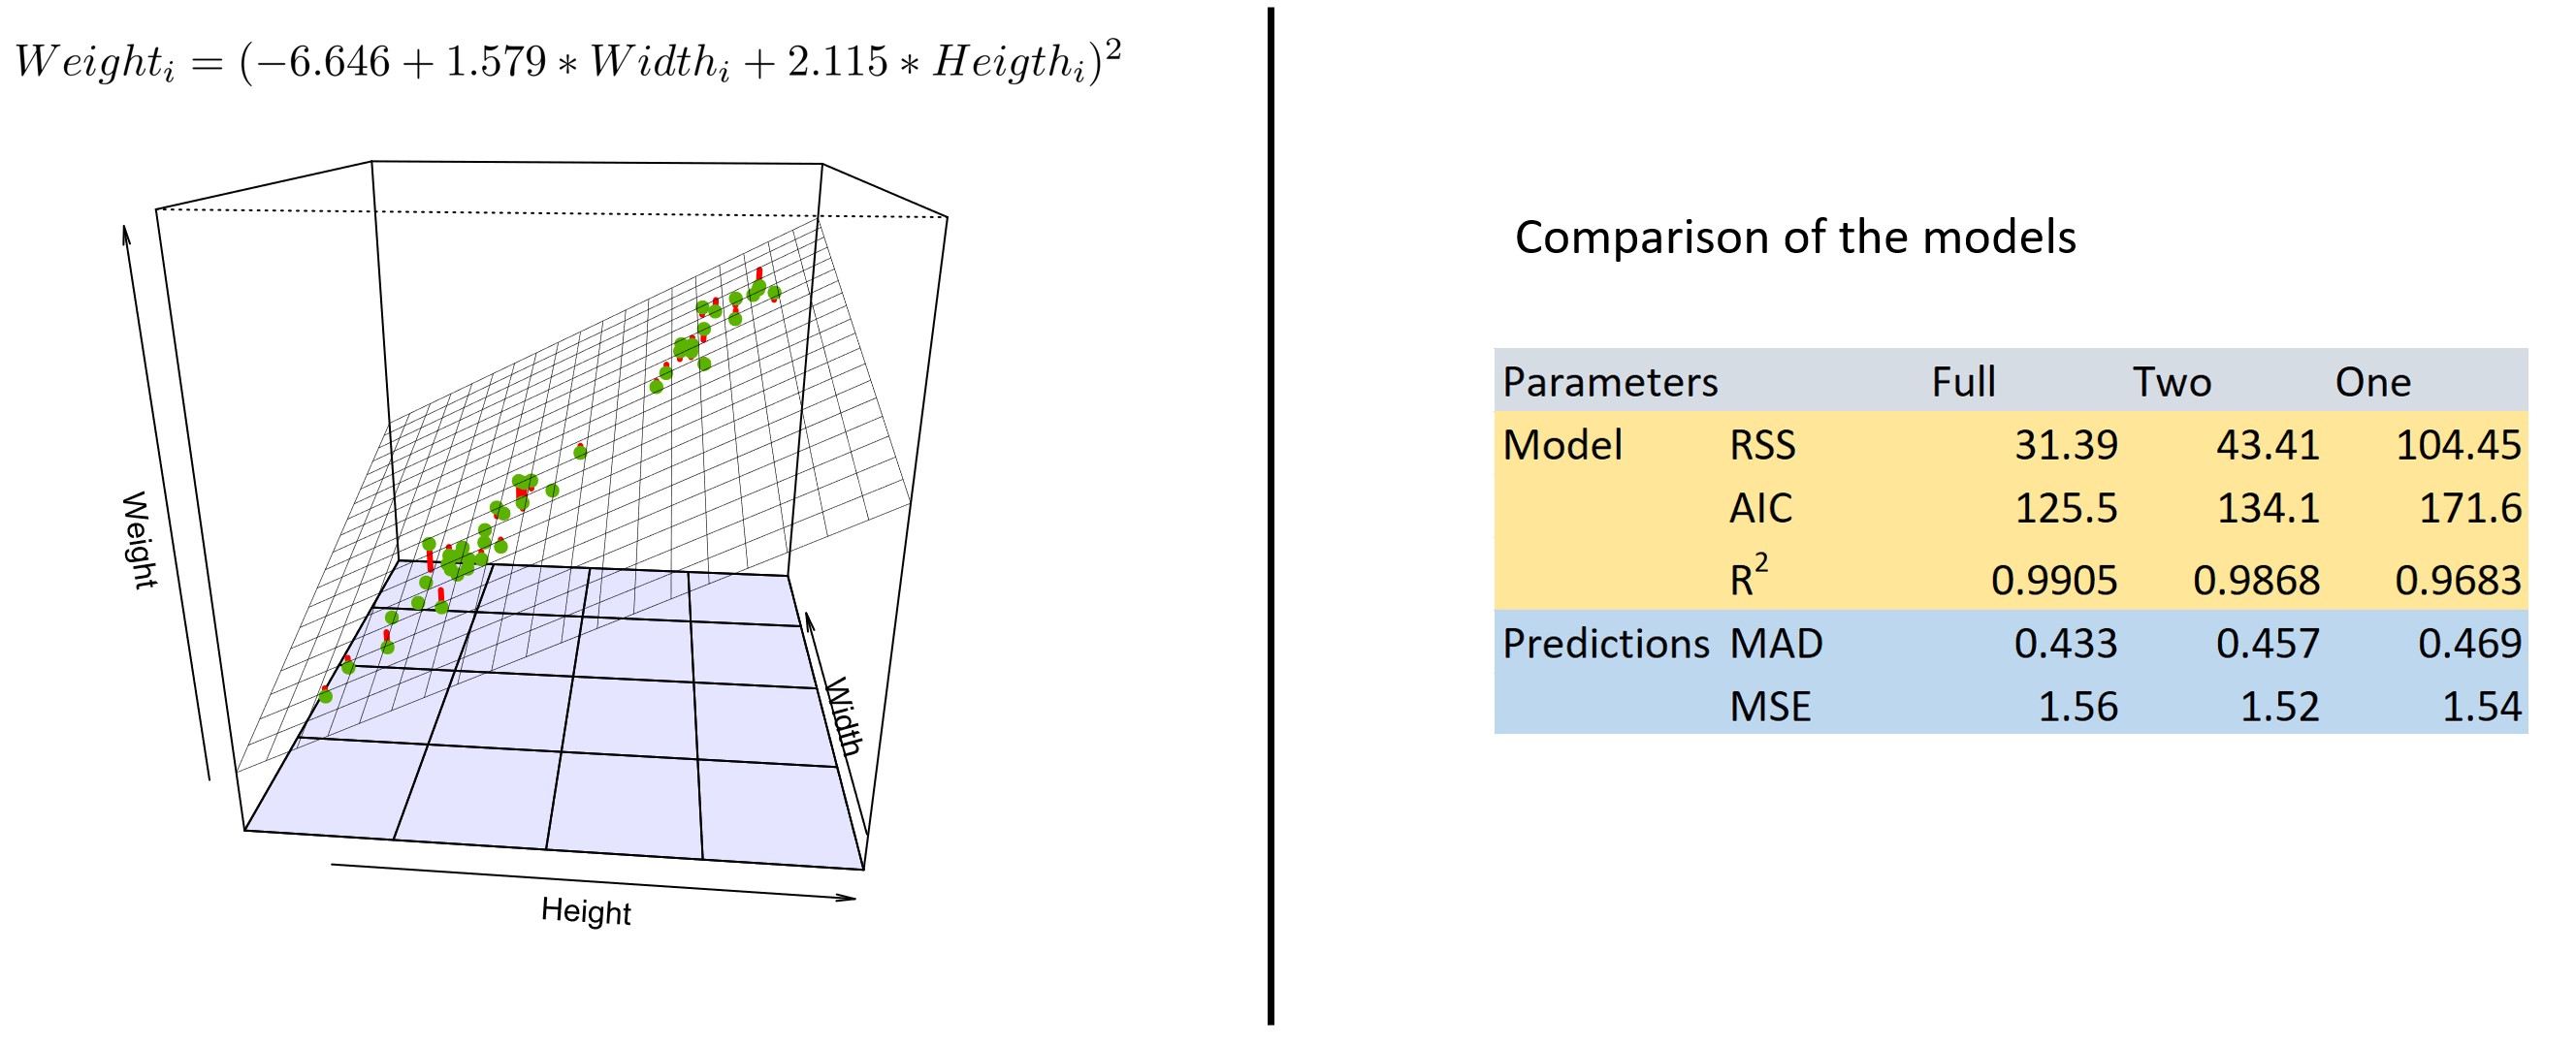 Weight_i = (−6.646 + 1.579 * Width_i + 2.115 * Heigth_i)^2
Weight
Width
Height
Comparison of the models
Parameters Full Two One
Model RSS 31.39 43.41 104.45
AIC 125.5 134.1 171.6
R^2 0.9905 0.9868 0.9683
Predictions MAD 0.433 0.457 0.469
MSE 1.56 1.52 1.54